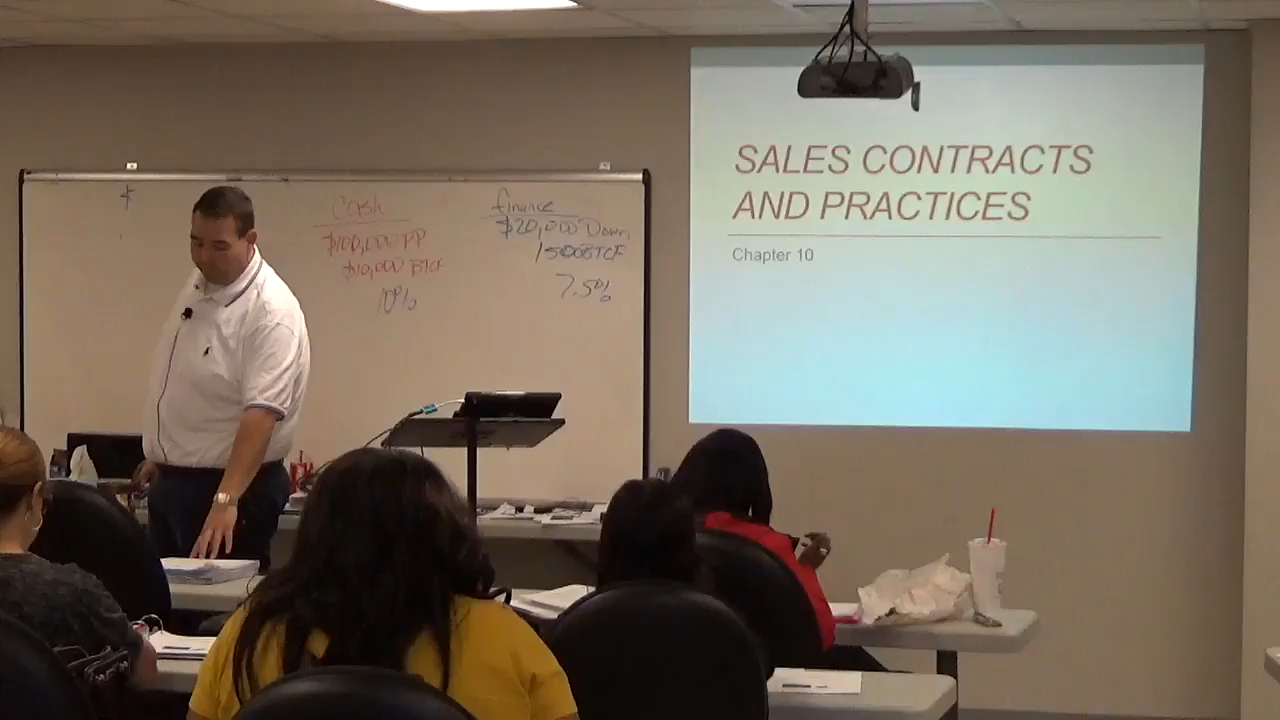 $
Cash
$100,000 PP
$10,000 BTCF
10%
finance
$20,000 Down
1500 BTCF
7.5%
SALES CONTRACTS
AND PRACTICES
Chapter 10